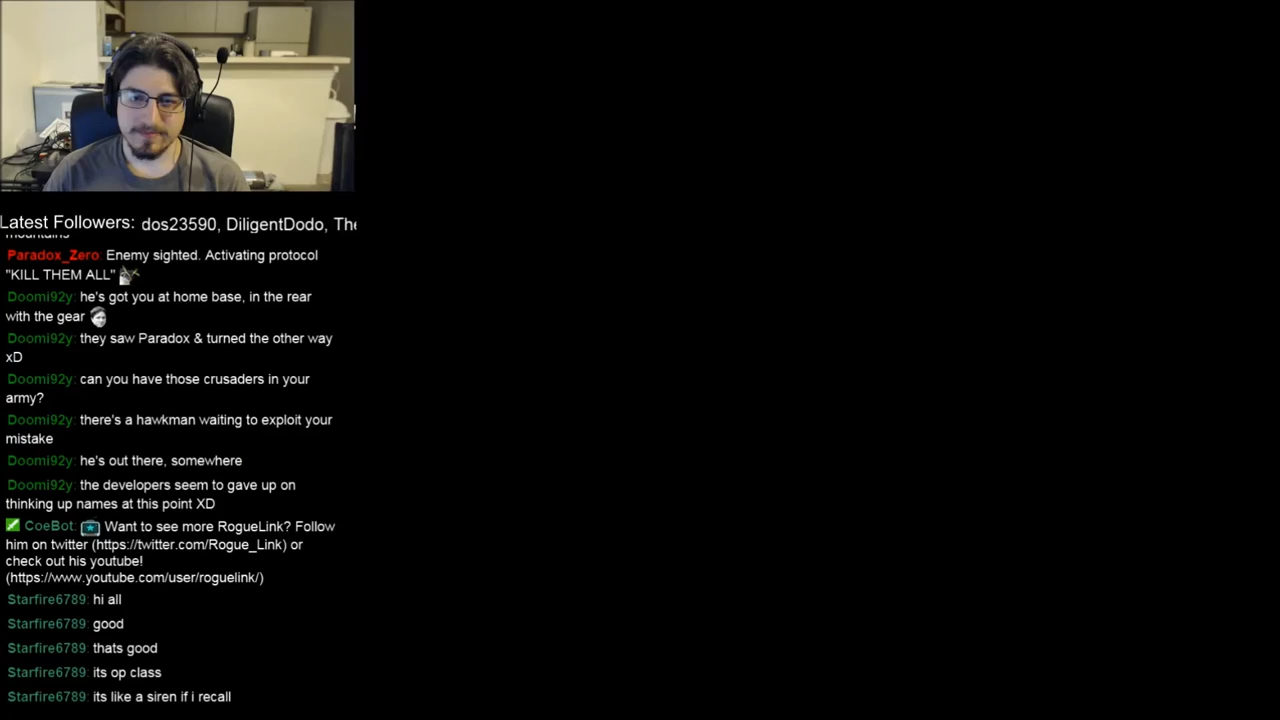 Latest Followers: dos23590, DiligentDodo, The
mountains
Paradox_Zero: Enemy sighted. Activating protocol
"KILL THEM ALL"
Doomi92y: he's got you at home base, in the rear
with the gear
Doomi92y: they saw Paradox & turned the other way
xD
Doomi92y: can you have those crusaders in your
army?
Doomi92y: there's a hawkman waiting to exploit your
mistake
Doomi92y: he's out there, somewhere
Doomi92y: the developers seem to gave up on
thinking up names at this point XD
CoeBot: Want to see more RogueLink? Follow
him on twitter (https://twitter.com/Rogue_Link) or
check out his youtube!
(https://www.youtube.com/user/roguelink/)
Starfire6789: hi all
Starfire6789: good
Starfire6789: thats good
Starfire6789: its op class
Starfire6789: its like a siren if i recall